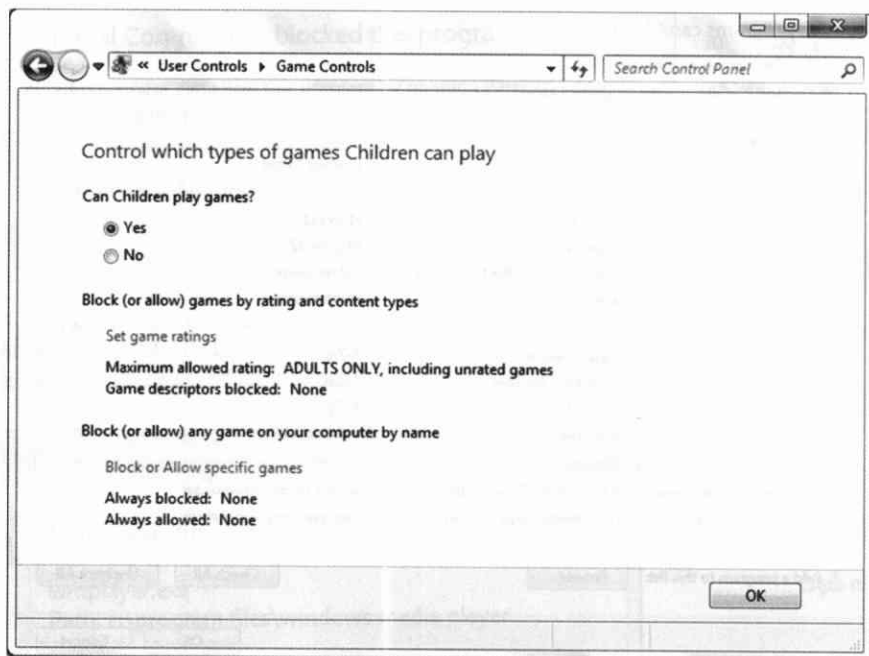 « User Controls ▸ Game Controls
Search Control Panel
Control which types of games Children can play
Can Children play games?
Yes
No
Block (or allow) games by rating and content types
Set game ratings
Maximum allowed rating: ADULTS ONLY, including unrated games
Game descriptors blocked: None
Block (or allow) any game on your computer by name
Block or Allow specific games
Always blocked: None
Always allowed: None
OK